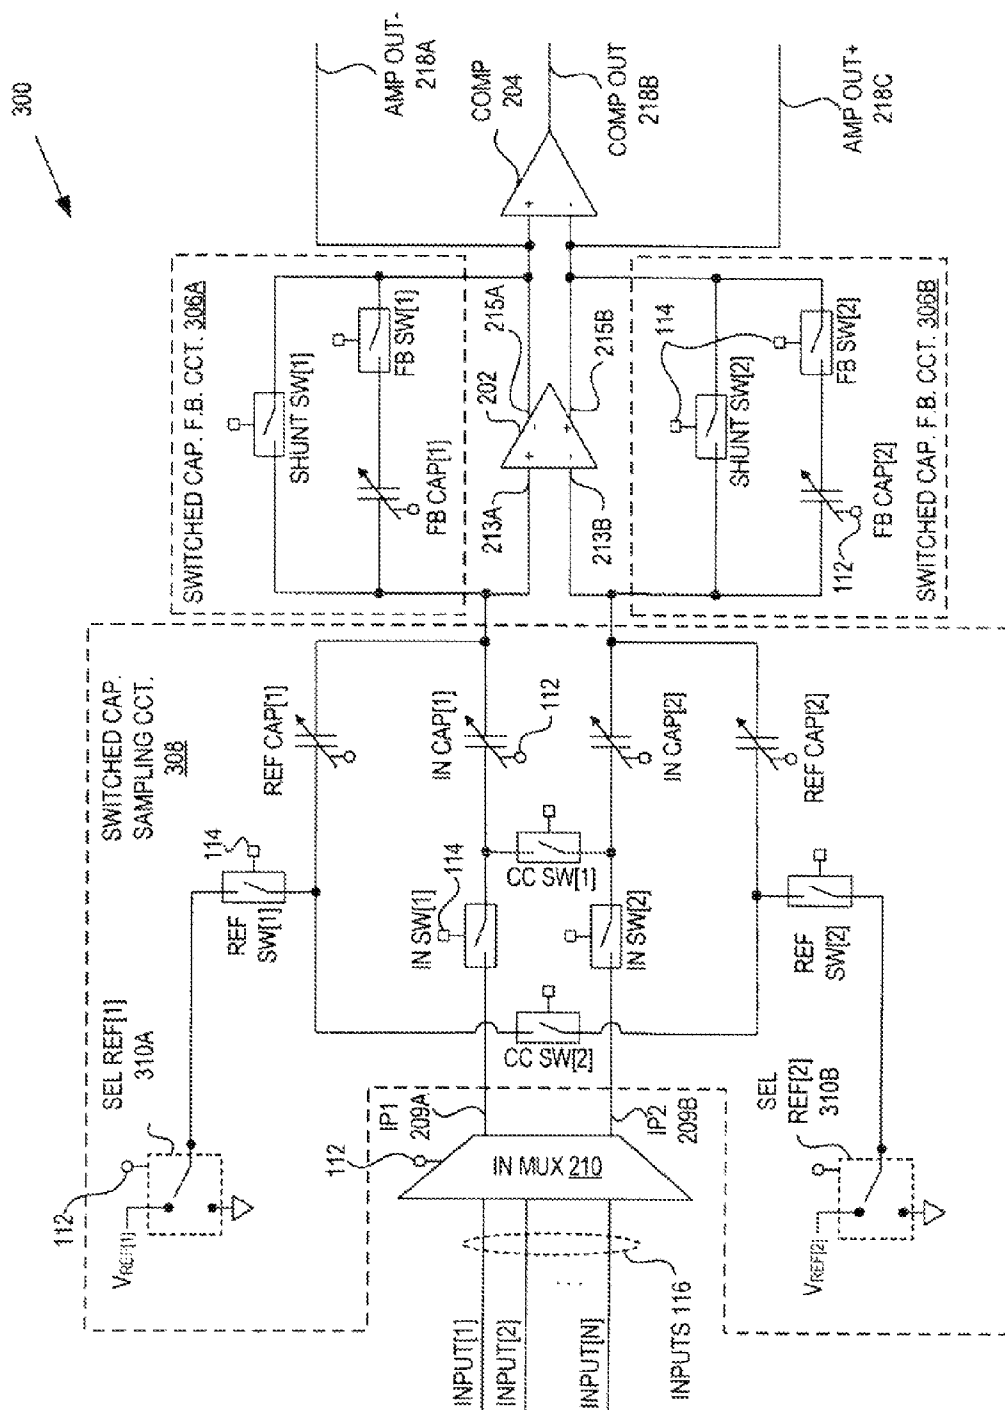 300
SWITCHED CAP.
SAMPLING CCT.
308
SEL REF[1]
310A
112
VREF[1]
REF
SW[1]
114
REF CAP[1]
SWITCHED CAP. F.B. CCT. 306A
SHUNT SW[1]
FB SW[1]
FB CAP[1]
AMP OUT-
218A
COMP
204
COMP OUT
218B
AMP OUT+
218C
INPUT[1]
INPUT[2]
...
INPUT[N]
INPUTS 116
112
IN MUX 210
IP1
209A
IP2
209B
IN SW[1]
114
IN SW[2]
CC SW[1]
CC SW[2]
IN CAP[1]
112
IN CAP[2]
213A
213B
202
+
-
-
+
215A
215B
+
-
SEL
REF[2]
310B
VREF[2]
REF
SW[2]
REF CAP[2]
SHUNT SW[2]
114
FB SW[2]
112
FB CAP[2]
SWITCHED CAP. F.B. CCT. 306B